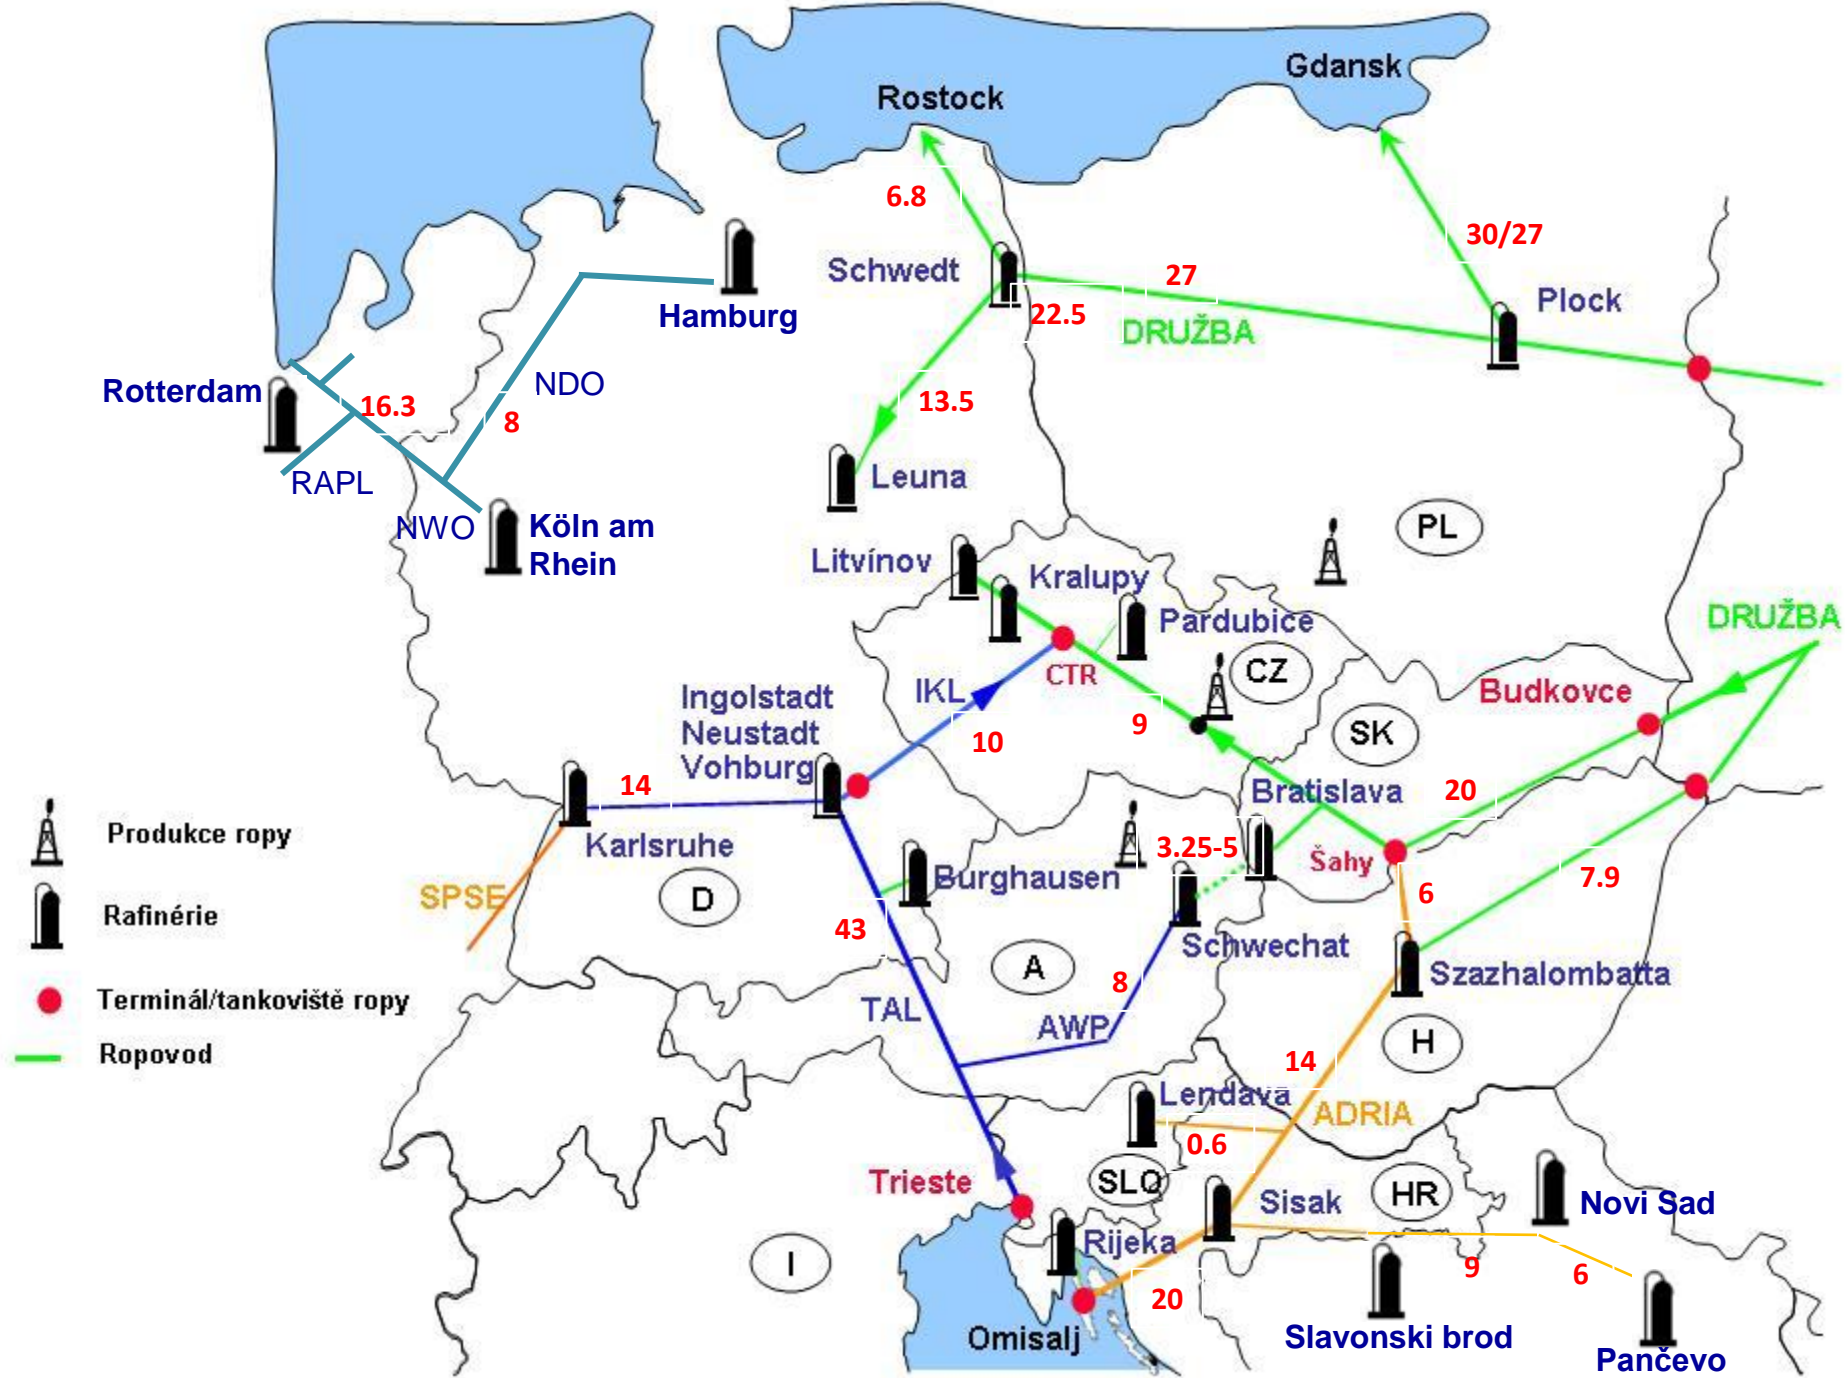 Gdansk
Rostock
6.8
30/27
Schwedt
27
Plock
22.5
DRUŽBA
Hamburg
Rotterdam
NDO
16.3
8
13.5
RAPL
Leuna
NWO
Köln am
Rhein
PL
Litvínov
Kralupy
Pardubice
DRUŽBA
CTR
CZ
IKL
Budkovce
Ingolstadt
Neustadt
Vohburg
10
9
SK
14
Bratislava
20
Produkce ropy
Karlsruhe
3.25-5
Šahy
7.9
Burghausen
SPSE
D
6
Rafinérie
43
Schwechat
A
8
Szazhalombatta
Terminál/tankoviště ropy
TAL
AWP
H
Ropovod
14
Lendava
ADRIA
0.6
Trieste
SLO
HR
Sisak
Novi Sad
Rijeka
I
9
6
20
Omisalj
Slavonski brod
Pančevo